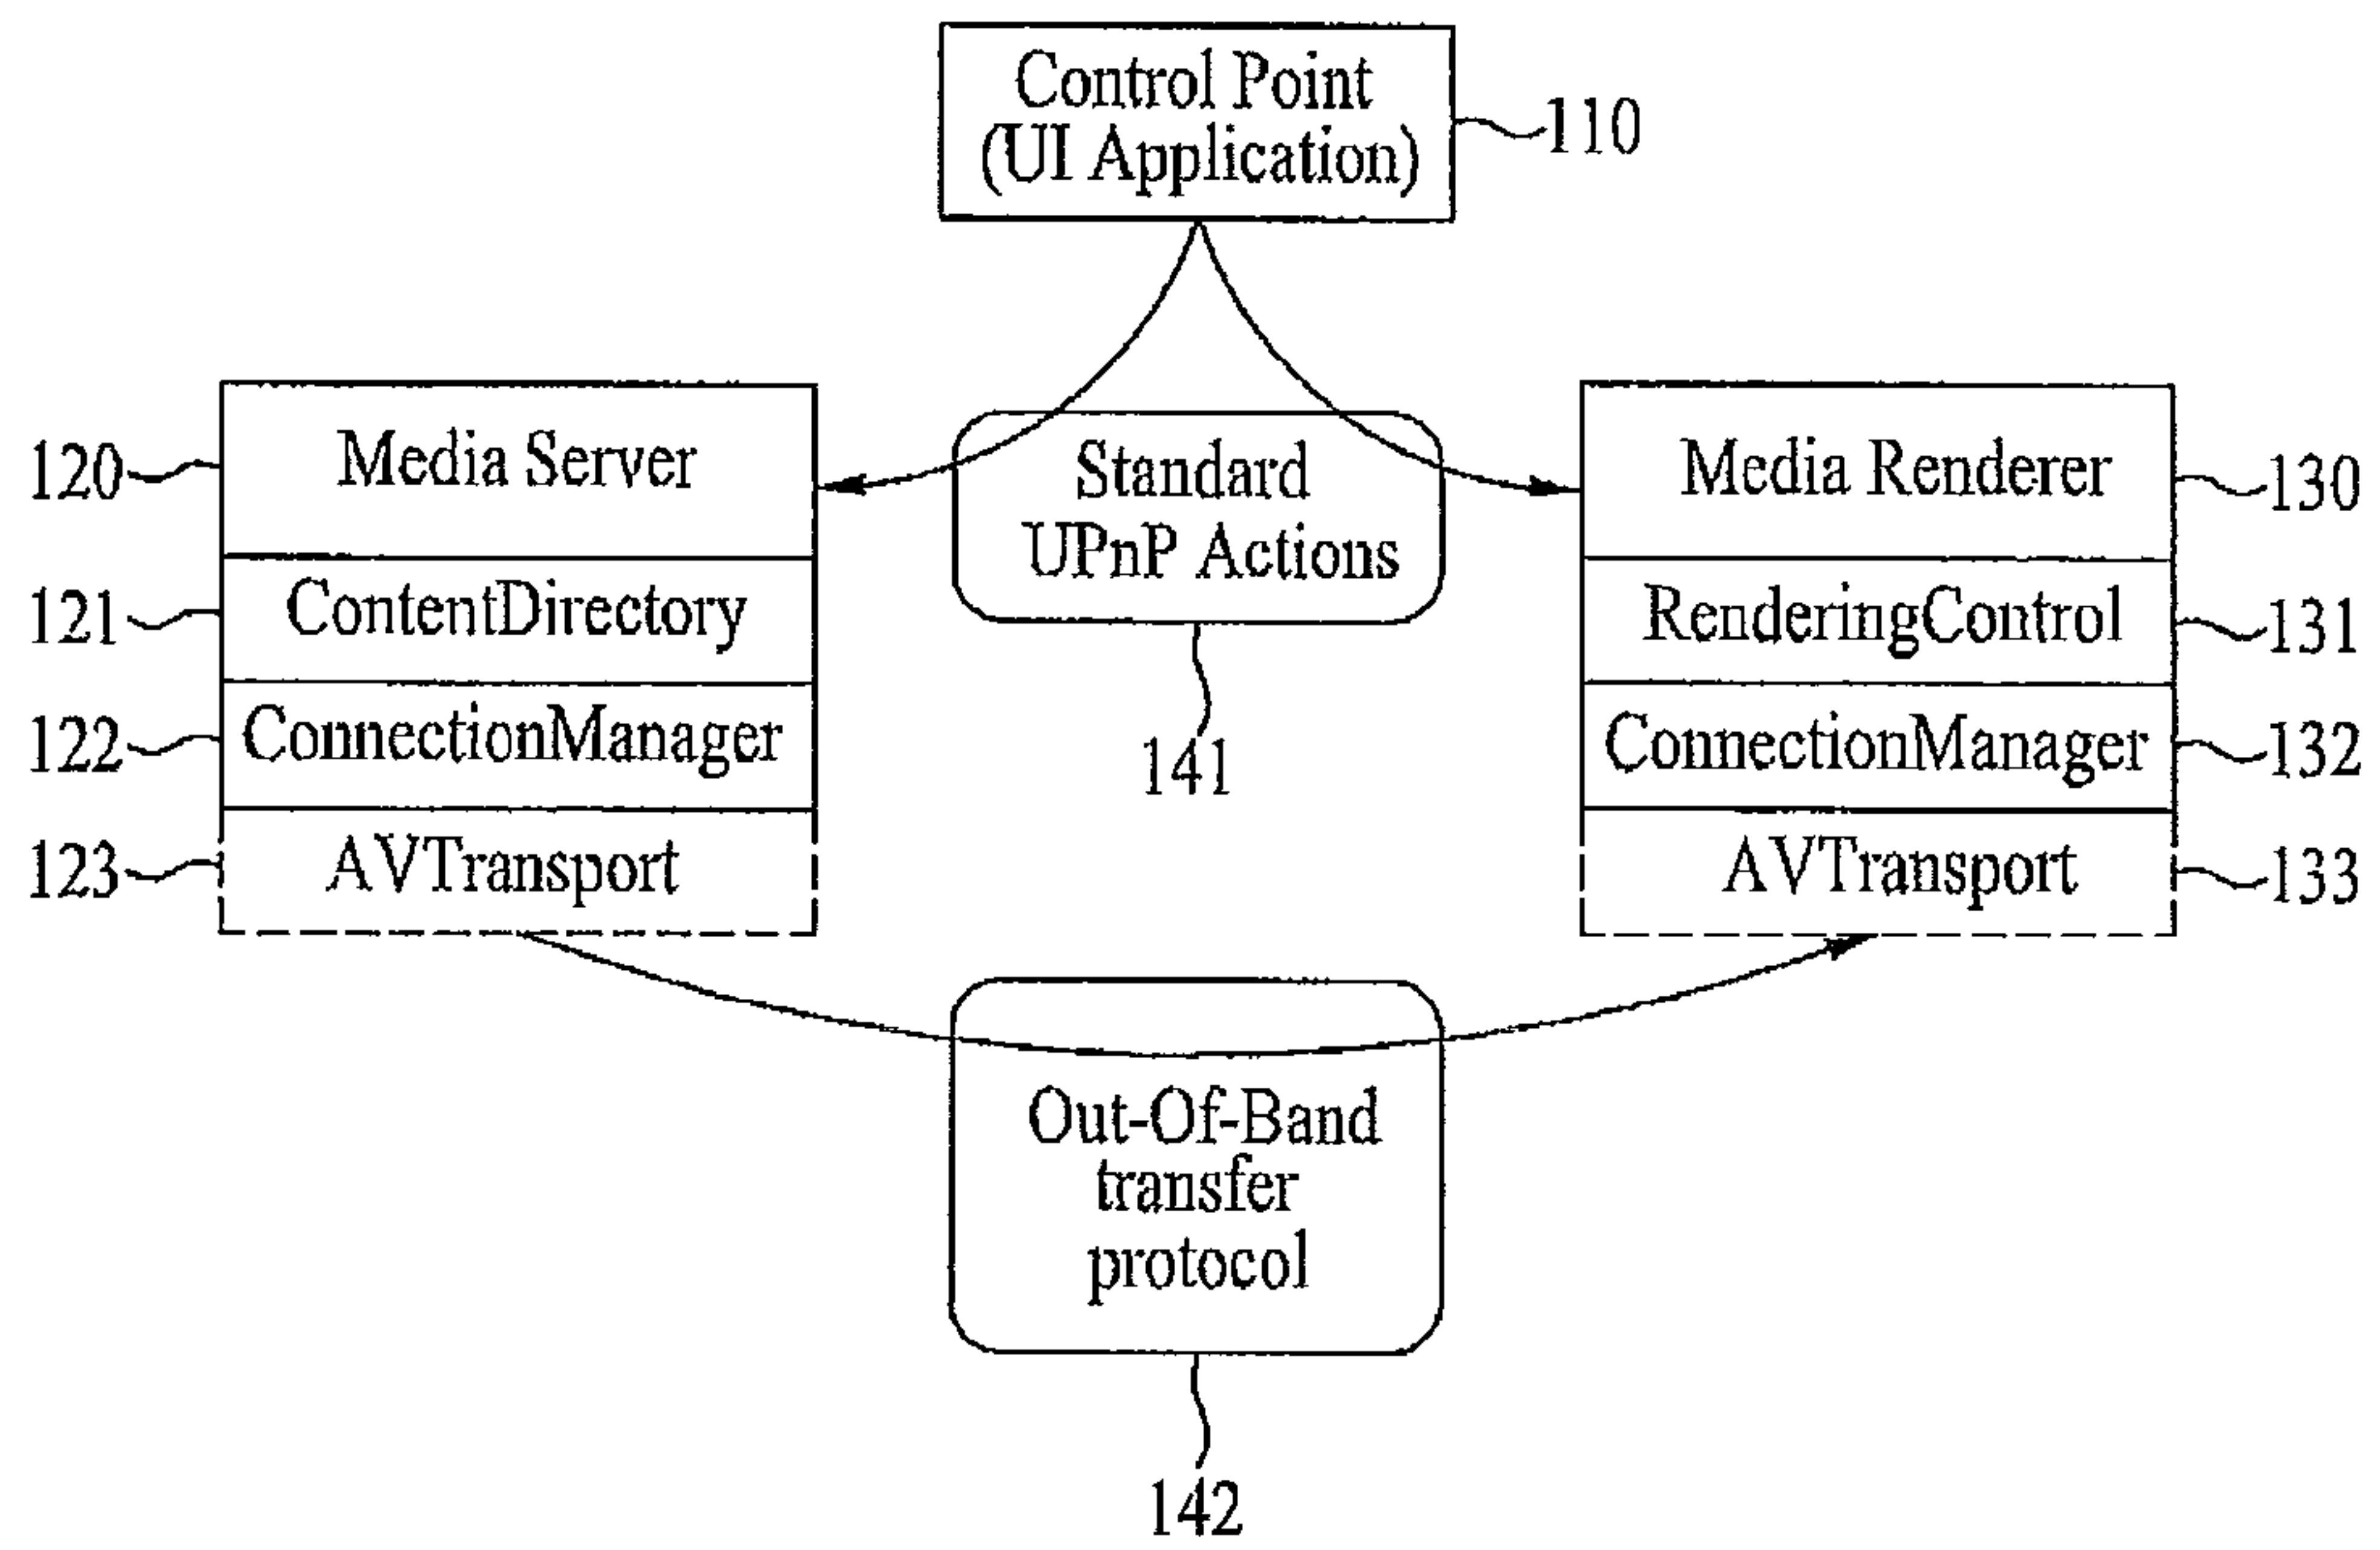 Control Point
(UI Application)
110
120
Media Server
121
ContentDirectory
122
ConnectionManager
123
AVTransport
Standard
UPnP Actions
141
Media Renderer
130
RenderingControl
131
ConnectionManager
132
AVTransport
133
Out-Of-Band
transfer
protocol
142